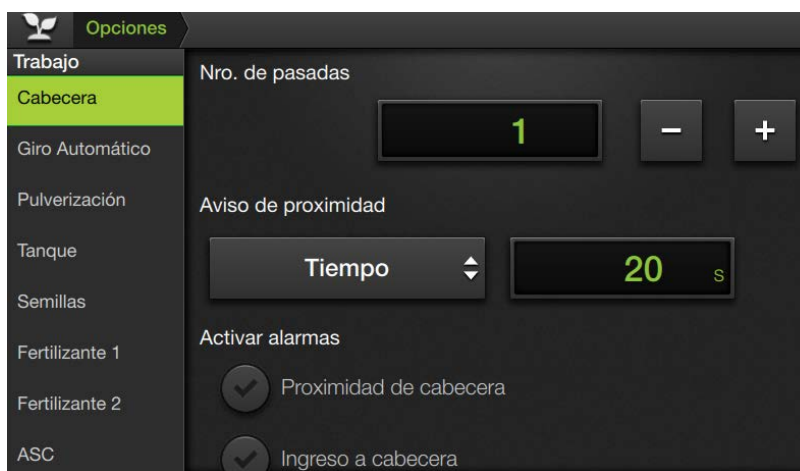 Opciones
Trabajo
Cabecera
Giro Automático
Pulverización
Tanque
Semillas
Fertilizante 1
Fertilizante 2
ASC
Nro. de pasadas
1 − +
Aviso de proximidad
Tiempo 20 s
Activar alarmas
Proximidad de cabecera
Ingreso a cabecera